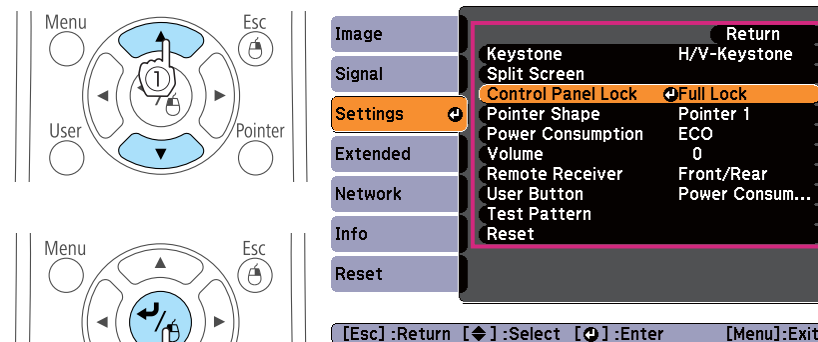 Menu
Esc
1
User
Pointer
Menu
Esc
Image
Signal
Settings
Extended
Network
Info
Reset
Return
Keystone H/V-Keystone
Split Screen
Control Panel Lock Full Lock
Pointer Shape Pointer 1
Power Consumption ECO
Volume 0
Remote Receiver Front/Rear
User Button Power Consum...
Test Pattern
Reset
[Esc] :Return [◆] :Select [⏎] :Enter [Menu]:Exit